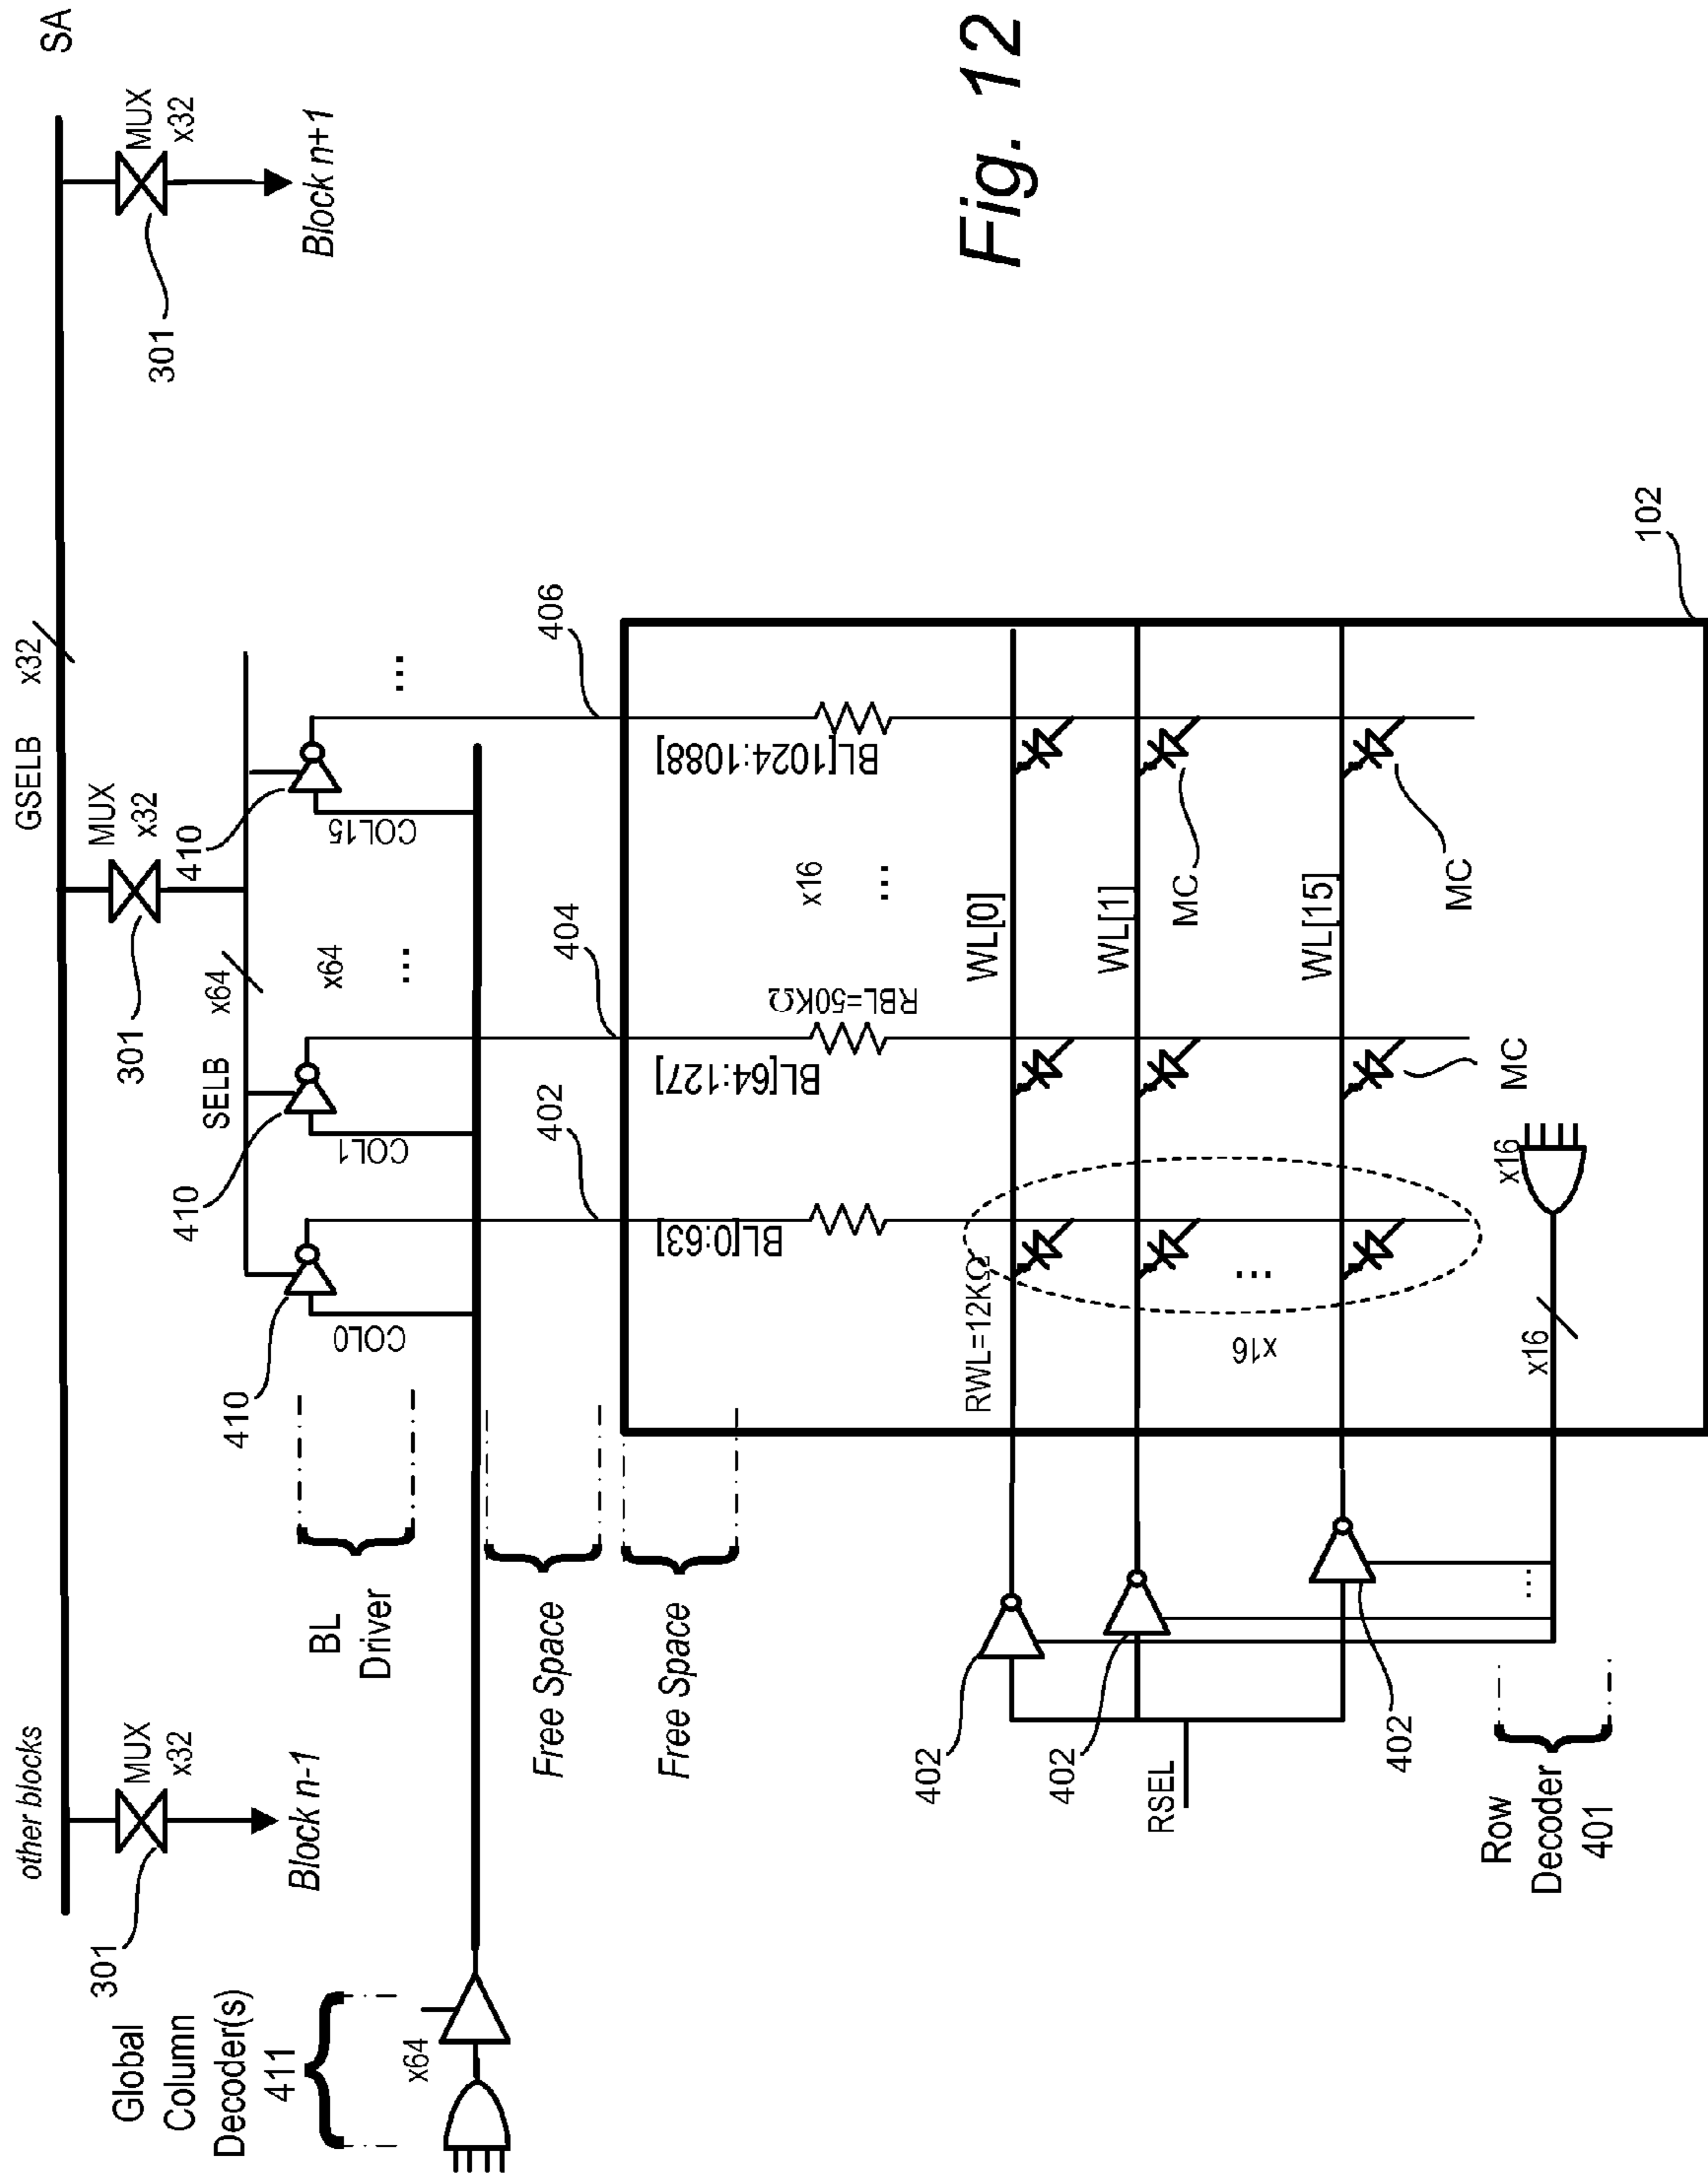 other blocks
GSELB
x32
SA
MUX
x32
301
Block n-1
MUX
x32
301
MUX
x32
301
Block n+1
Global
Column
Decoder(s)
411
x64
BL
Driver
410
410
410
SELB
x64
x64
...
...
COL0
COL1
COL15
Free Space
Free Space
402
404
406
BL[0:63]
BL[64:127]
BL[1024:1088]
RBL=50KΩ
x16
...
RWL=12KΩ
WL[0]
WL[1]
WL[15]
x16
...
MC
MC
MC
402
402
402
RSEL
...
x16
x16
Row
Decoder
401
102
Fig. 12